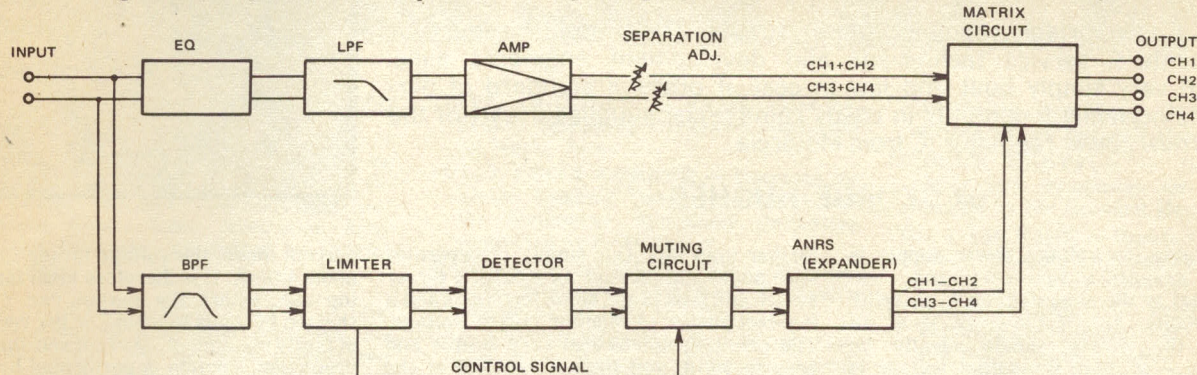 MATRIX
CIRCUIT
INPUT
EQ
LPF
AMP
SEPARATION
ADJ.
CH1+CH2
CH3+CH4
OUTPUT
CH1
CH2
CH3
CH4
BPF
LIMITER
DETECTOR
MUTING
CIRCUIT
ANRS
(EXPANDER)
CH1−CH2
CH3−CH4
CONTROL SIGNAL